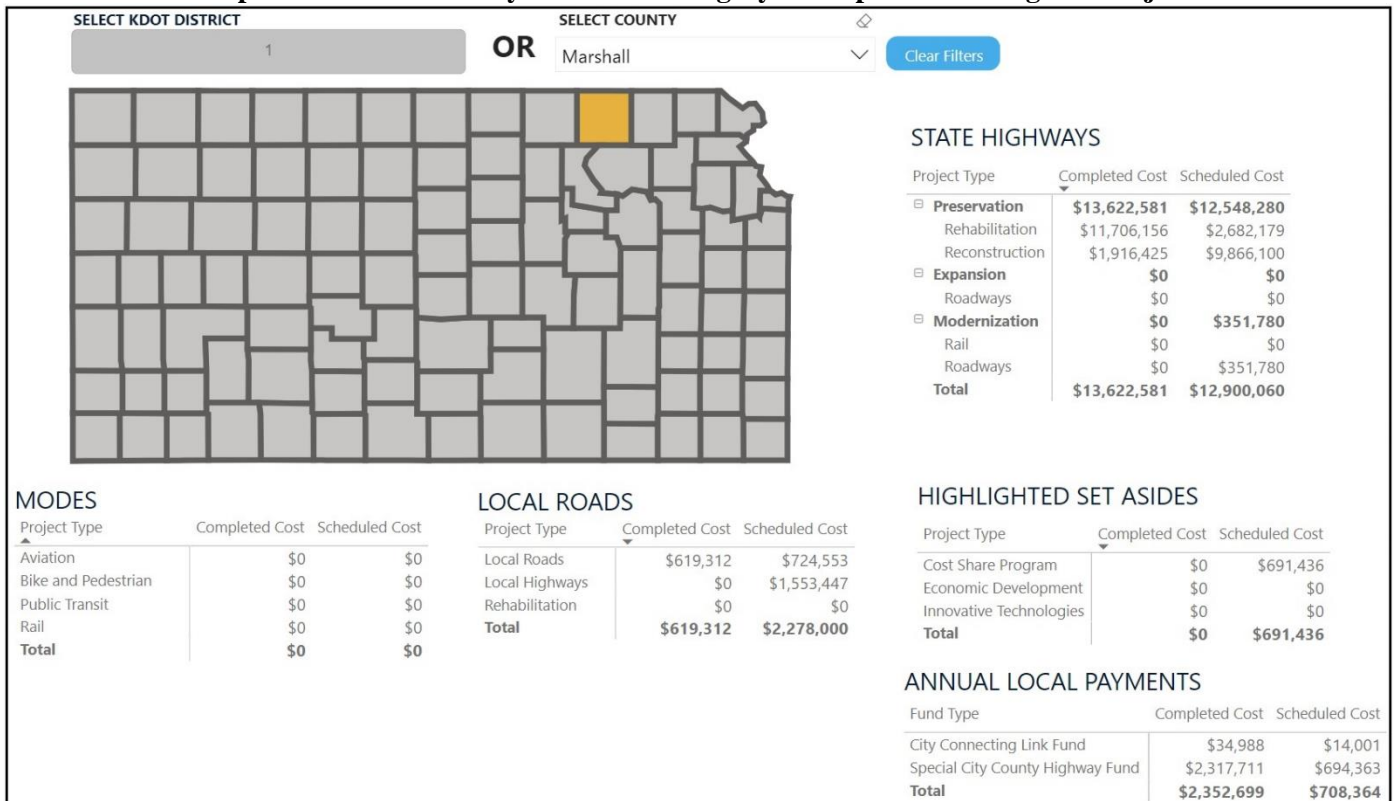 SELECT KDOT DISTRICT
1
OR
SELECT COUNTY
Marshall
Clear Filters
STATE HIGHWAYS
Project Type Completed Cost Scheduled Cost
Preservation $13,622,581 $12,548,280
Rehabilitation $11,706,156 $2,682,179
Reconstruction $1,916,425 $9,866,100
Expansion $0 $0
Roadways $0 $0
Modernization $0 $351,780
Rail $0 $0
Roadways $0 $351,780
Total $13,622,581 $12,900,060
MODES
Project Type Completed Cost Scheduled Cost
Aviation $0 $0
Bike and Pedestrian $0 $0
Public Transit $0 $0
Rail $0 $0
Total $0 $0
LOCAL ROADS
Project Type Completed Cost Scheduled Cost
Local Roads $619,312 $724,553
Local Highways $0 $1,553,447
Rehabilitation $0 $0
Total $619,312 $2,278,000
HIGHLIGHTED SET ASIDES
Project Type Completed Cost Scheduled Cost
Cost Share Program $0 $691,436
Economic Development $0 $0
Innovative Technologies $0 $0
Total $0 $691,436
ANNUAL LOCAL PAYMENTS
Fund Type Completed Cost Scheduled Cost
City Connecting Link Fund $34,988 $14,001
Special City County Highway Fund $2,317,711 $694,363
Total $2,352,699 $708,364